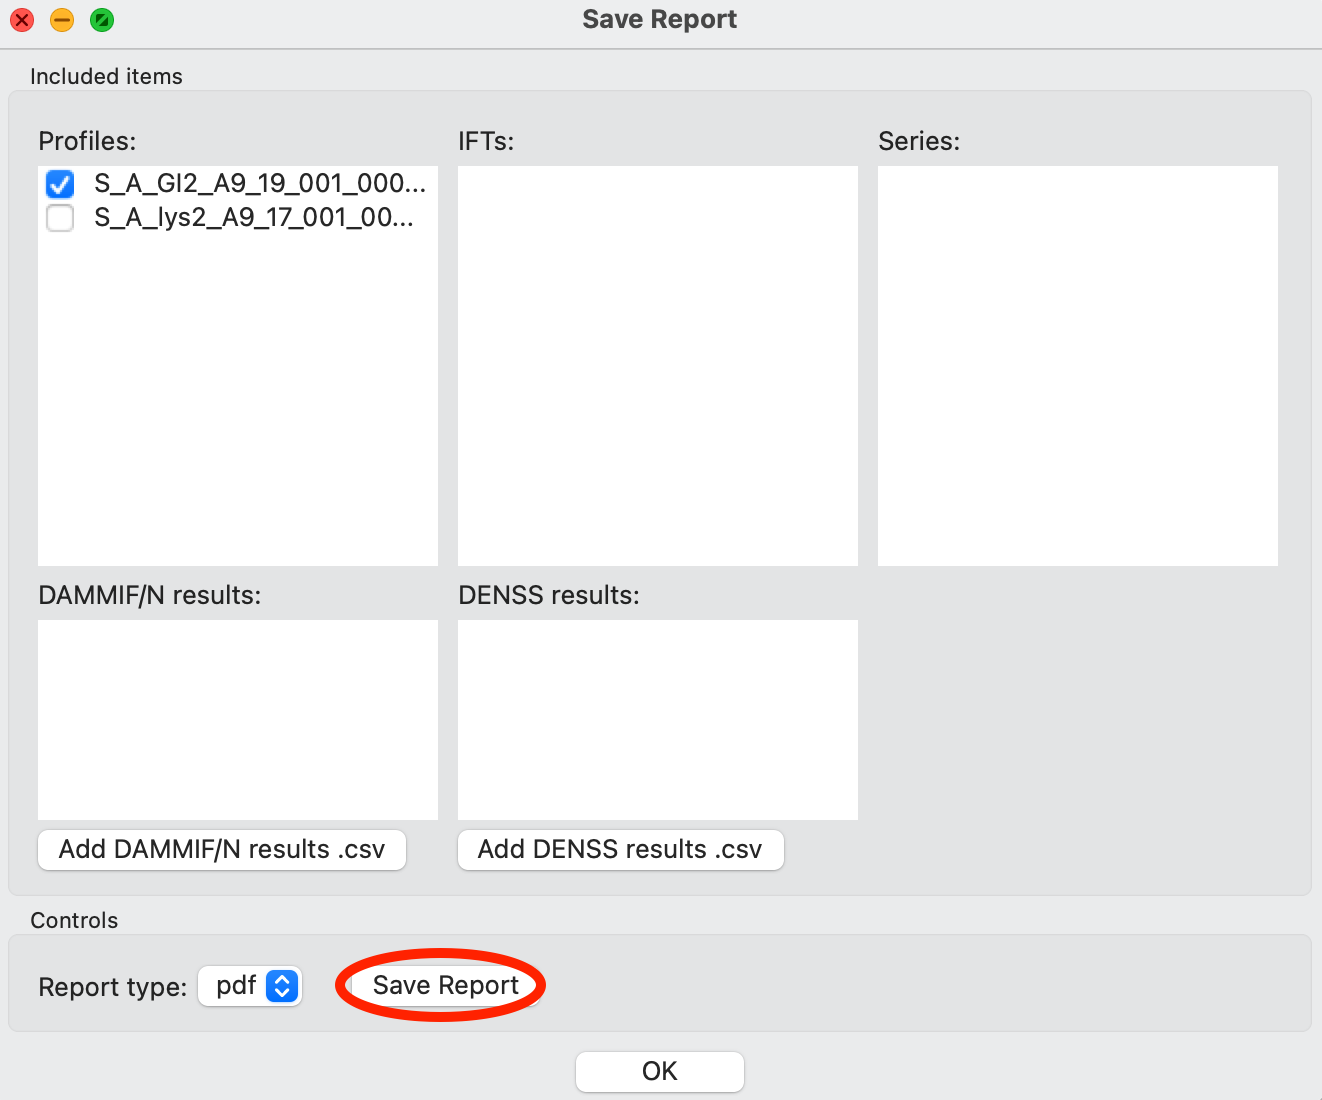 Save Report
Included items
Profiles:
IFTs:
Series:
S_A_GI2_A9_19_001_000...
S_A_lys2_A9_17_001_00...
DAMMIF/N results:
DENSS results:
Add DAMMIF/N results .csv
Add DENSS results .csv
Controls
Report type: pdf Save Report
OK